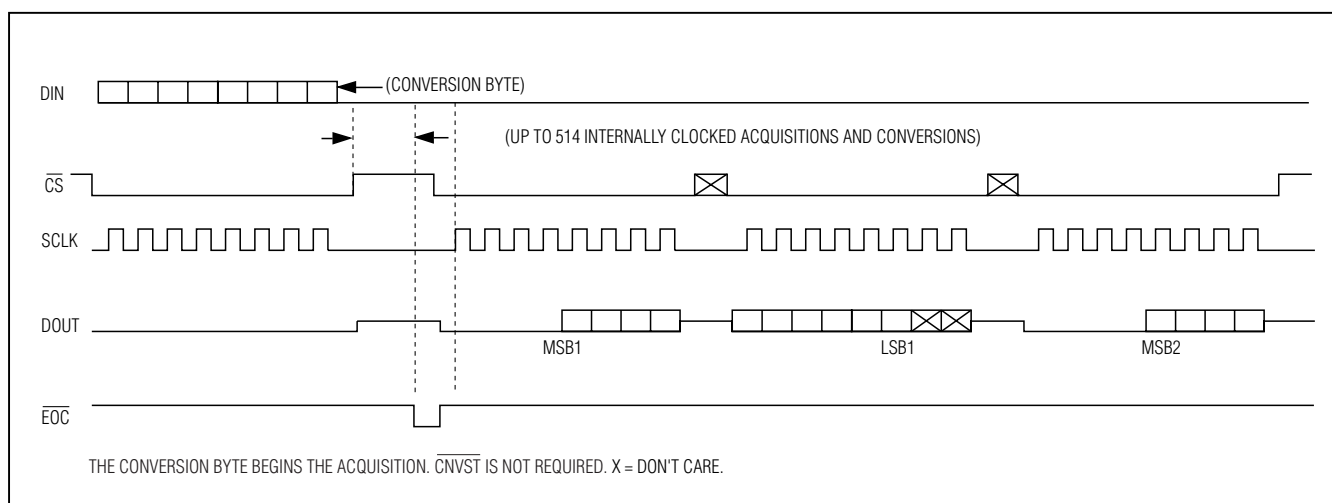 DIN
(CONVERSION BYTE)
(UP TO 514 INTERNALLY CLOCKED ACQUISITIONS AND CONVERSIONS)
CS
SCLK
DOUT
MSB1
LSB1
MSB2
EOC
THE CONVERSION BYTE BEGINS THE ACQUISITION. CNVST IS NOT REQUIRED. X = DON'T CARE.